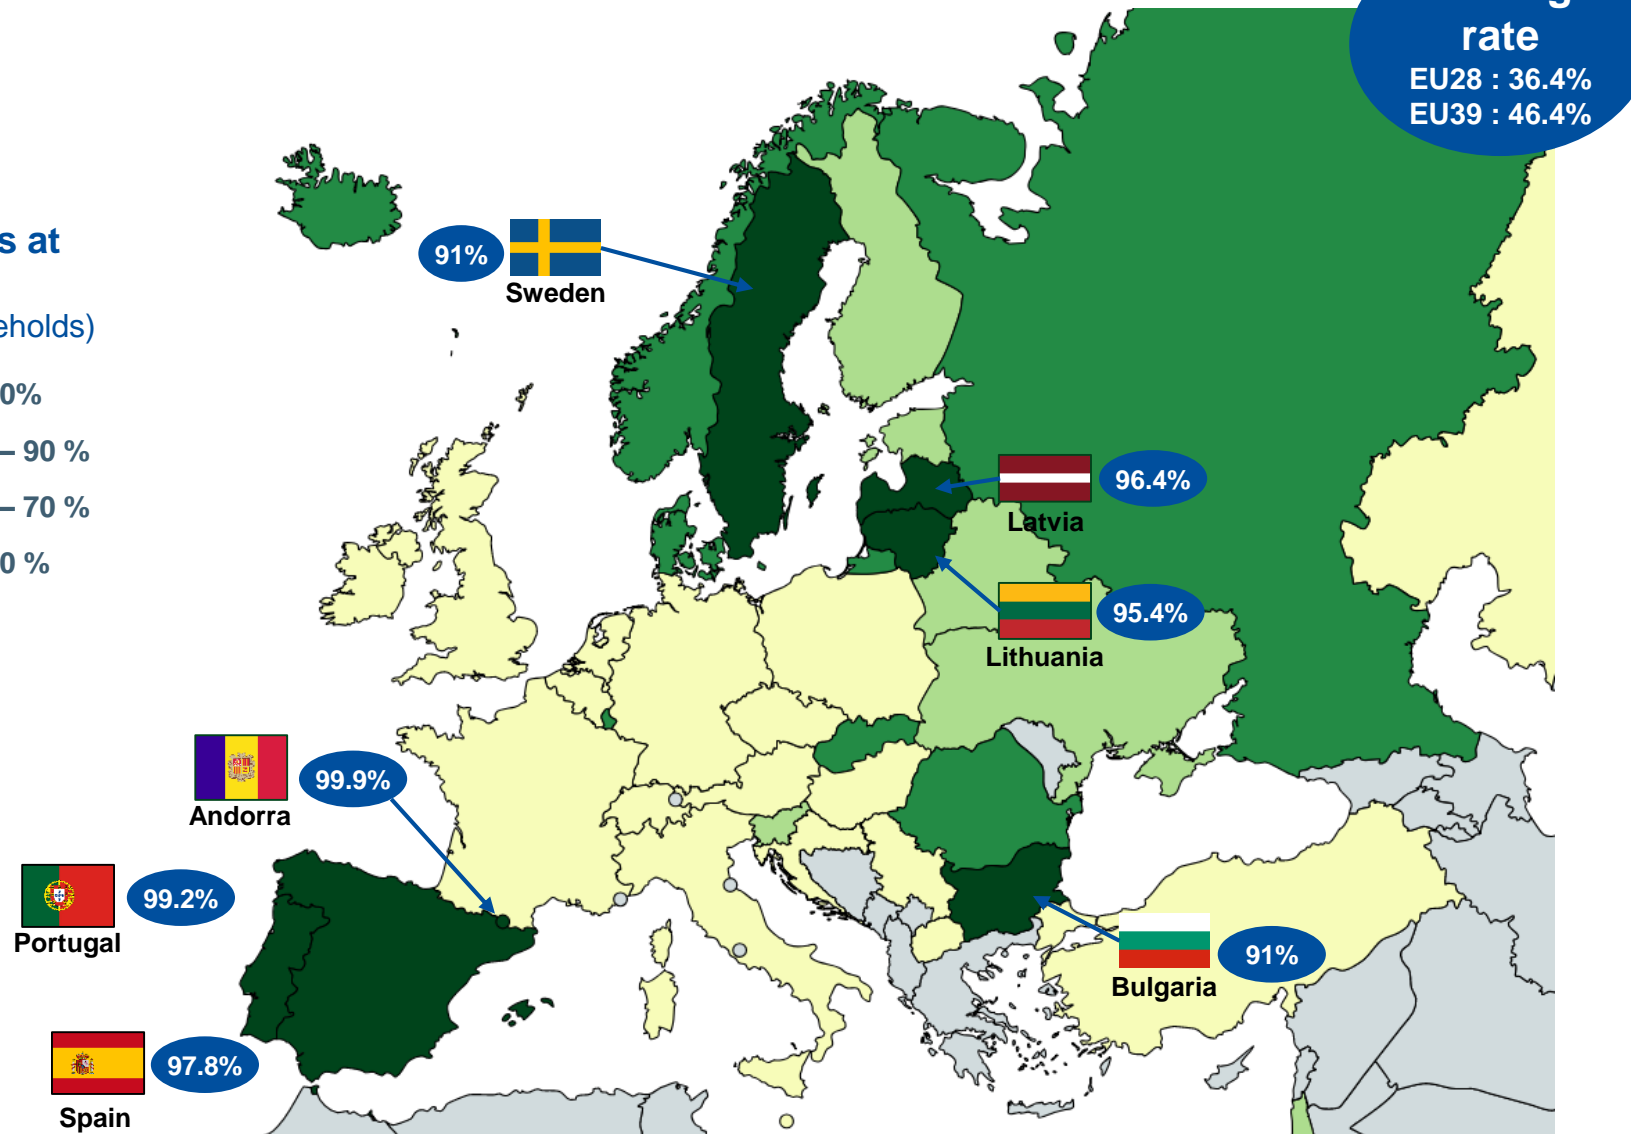 rate
EU28 : 36.4%
EU39 : 46.4%
s at
eholds)
0%
– 90 %
– 70 %
0 %
91%
Sweden
96.4%
Latvia
95.4%
Lithuania
99.9%
Andorra
99.2%
Portugal
91%
Bulgaria
97.8%
Spain